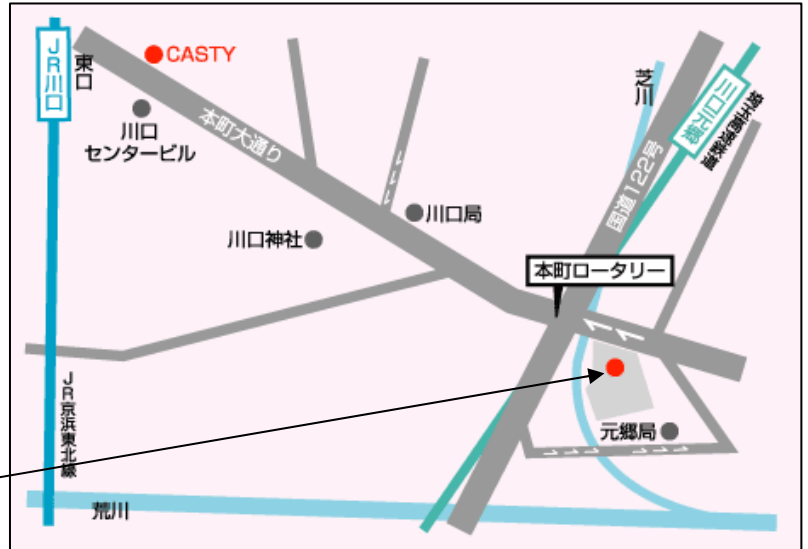 JR川口
東口
CASTY
川口
センタービル
本町大通り
川口神社
川口局
芝川
国道122号
川口元郷
埼玉高速鉄道
本町ロータリー
元郷局
JR京浜東北線
荒川